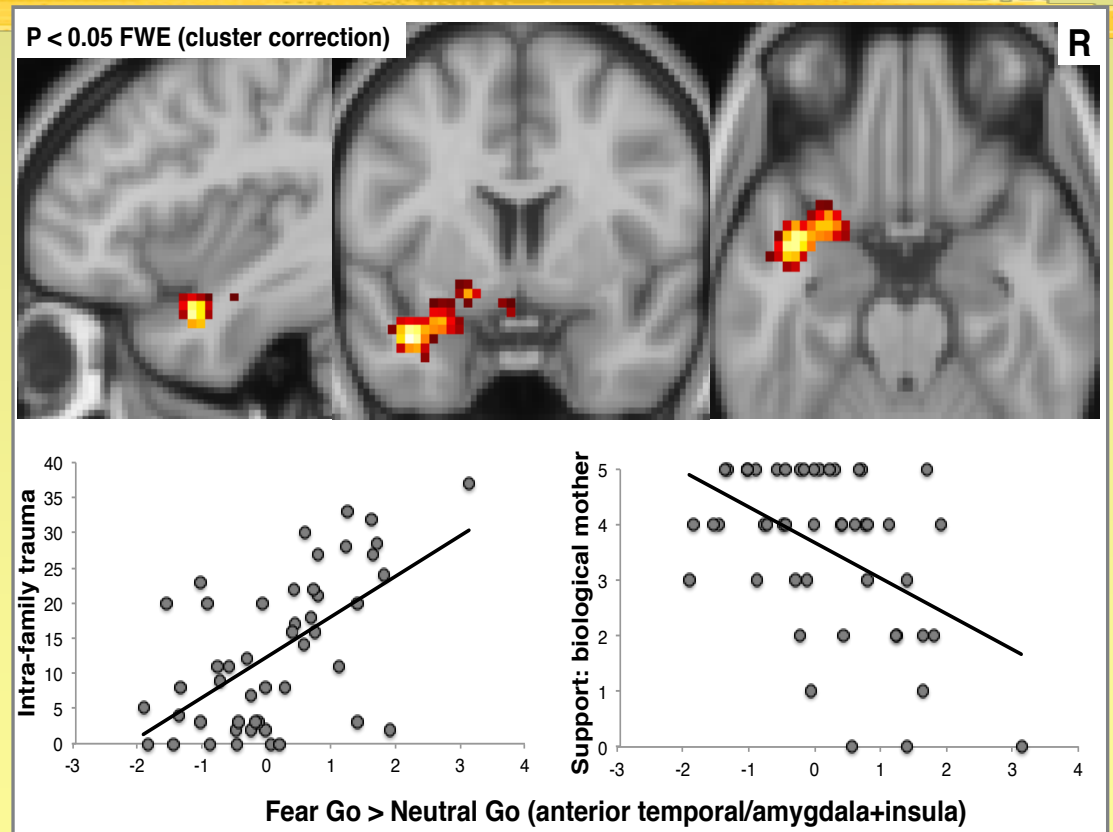 P < 0.05 FWE (cluster correction)
R
Intra-family trauma
40
35
30
25
20
15
10
5
0
-3 -2 -1 0 1 2 3 4
Support: biological mother
5
4
3
2
1
0
-3 -2 -1 0 1 2 3 4
Fear Go > Neutral Go (anterior temporal/amygdala+insula)